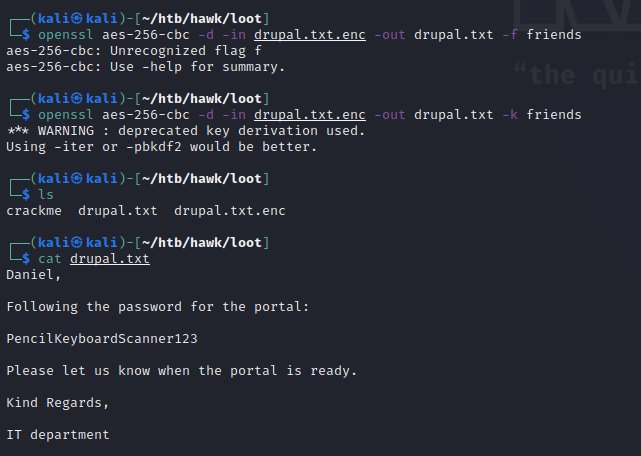 ┌──(kali㉿kali)-[~/htb/hawk/loot]
└─$ openssl aes-256-cbc -d -in drupal.txt.enc -out drupal.txt -f friends
aes-256-cbc: Unrecognized flag f
aes-256-cbc: Use -help for summary.
“the qui
┌──(kali㉿kali)-[~/htb/hawk/loot]
└─$ openssl aes-256-cbc -d -in drupal.txt.enc -out drupal.txt -k friends
*** WARNING : deprecated key derivation used.
Using -iter or -pbkdf2 would be better.
┌──(kali㉿kali)-[~/htb/hawk/loot]
└─$ ls
crackme drupal.txt drupal.txt.enc
┌──(kali㉿kali)-[~/htb/hawk/loot]
└─$ cat drupal.txt
Daniel,
Following the password for the portal:
PencilKeyboardScanner123
Please let us know when the portal is ready.
Kind Regards,
IT department